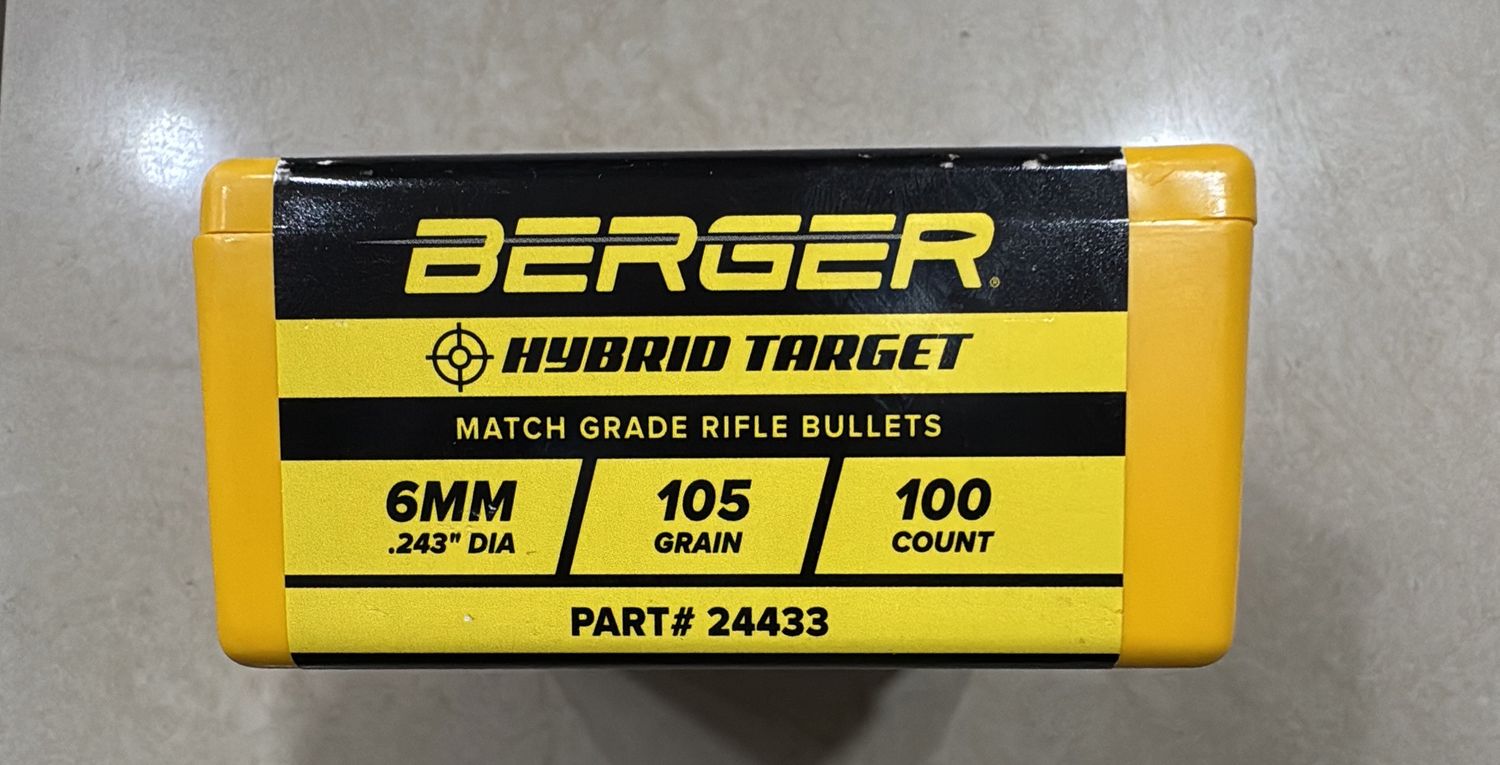 BERGER®
HYBRID TARGET
MATCH GRADE RIFLE BULLETS
6MM
.243" DIA
105
GRAIN
100
COUNT
PART# 24433